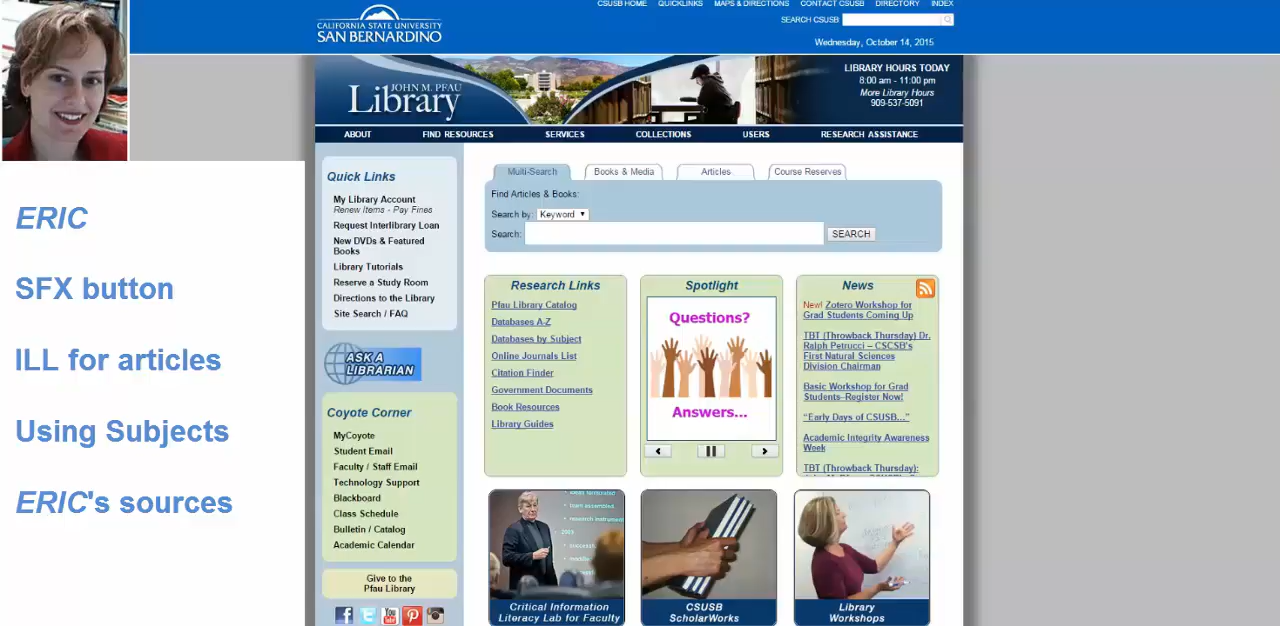 CSUSB HOME QUICKLINKS MAPS & DIRECTIONS CONTACT CSUSB DIRECTORY INDEX
CALIFORNIA STATE UNIVERSITY
SAN BERNARDINO
SEARCH CSUSB
Wednesday, October 14, 2015
JOHN M. PFAU
Library
LIBRARY HOURS TODAY
8:00 am - 11:00 pm
More Library Hours
909-537-5091
ABOUT FIND RESOURCES SERVICES COLLECTIONS USERS RESEARCH ASSISTANCE
ERIC
SFX button
ILL for articles
Using Subjects
ERIC's sources
Quick Links
My Library Account
Renew Items - Pay Fines
Request Interlibrary Loan
New DVDs & Featured
Books
Library Tutorials
Reserve a Study Room
Directions to the Library
Site Search / FAQ
ASK A
LIBRARIAN
Coyote Corner
MyCoyote
Student Email
Faculty / Staff Email
Technology Support
Blackboard
Class Schedule
Bulletin / Catalog
Academic Calendar
Give to the
Pfau Library
Multi-Search Books & Media Articles Course Reserves
Find Articles & Books:
Search by: Keyword
Search: SEARCH
Research Links
Pfau Library Catalog
Databases A-Z
Databases by Subject
Online Journals List
Citation Finder
Government Documents
Book Resources
Library Guides
Spotlight
Questions?
Answers...
News
New! Zotero Workshop for
Grad Students Coming Up
TBT (Throwback Thursday) Dr.
Ralph Petrucci – CSCSB's
First Natural Sciences
Division Chairman
Basic Workshop for Grad
Students–Register Now!
“Early Days of CSUSB...”
Academic Integrity Awareness
Week
TBT (Throwback Thursday):
Critical Information
Literacy Lab for Faculty
CSUSB
ScholarWorks
Library
Workshops